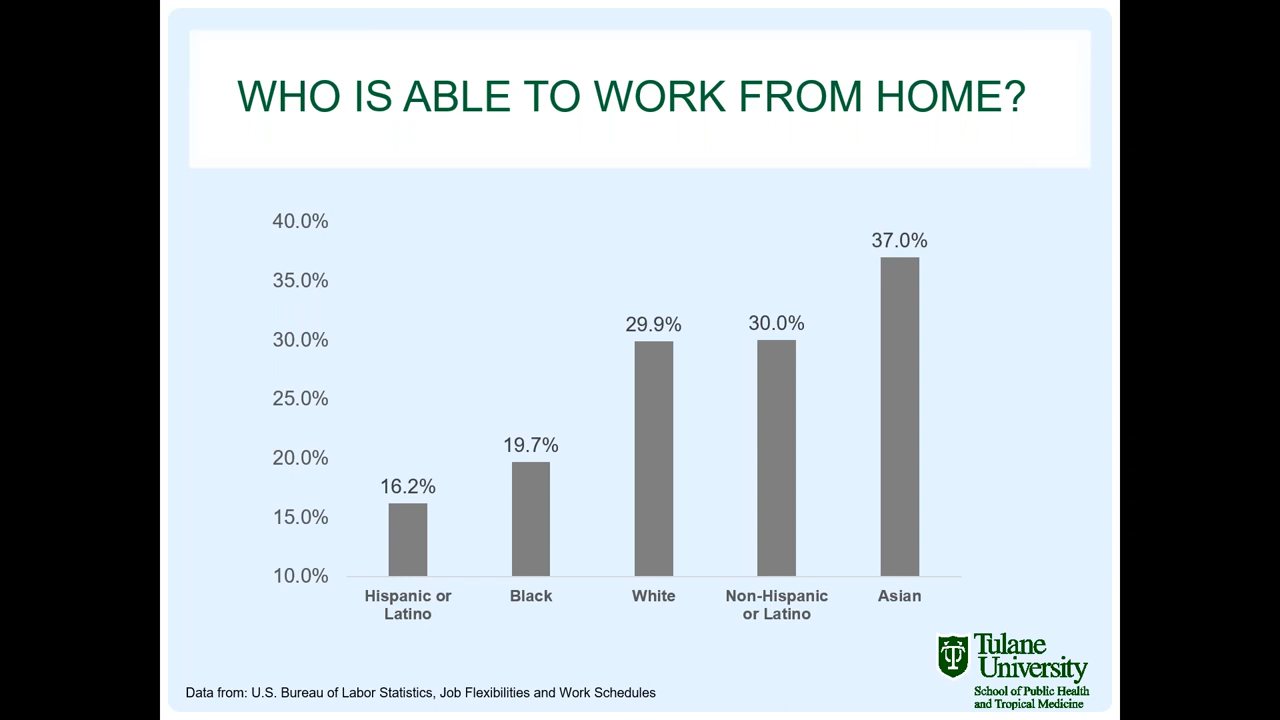 WHO IS ABLE TO WORK FROM HOME?
40.0%
35.0%
30.0%
25.0%
20.0%
15.0%
10.0%
16.2%
19.7%
29.9%
30.0%
37.0%
Hispanic or
Latino
Black
White
Non-Hispanic
or Latino
Asian
Data from: U.S. Bureau of Labor Statistics, Job Flexibilities and Work Schedules
Tulane
University
School of Public Health
and Tropical Medicine